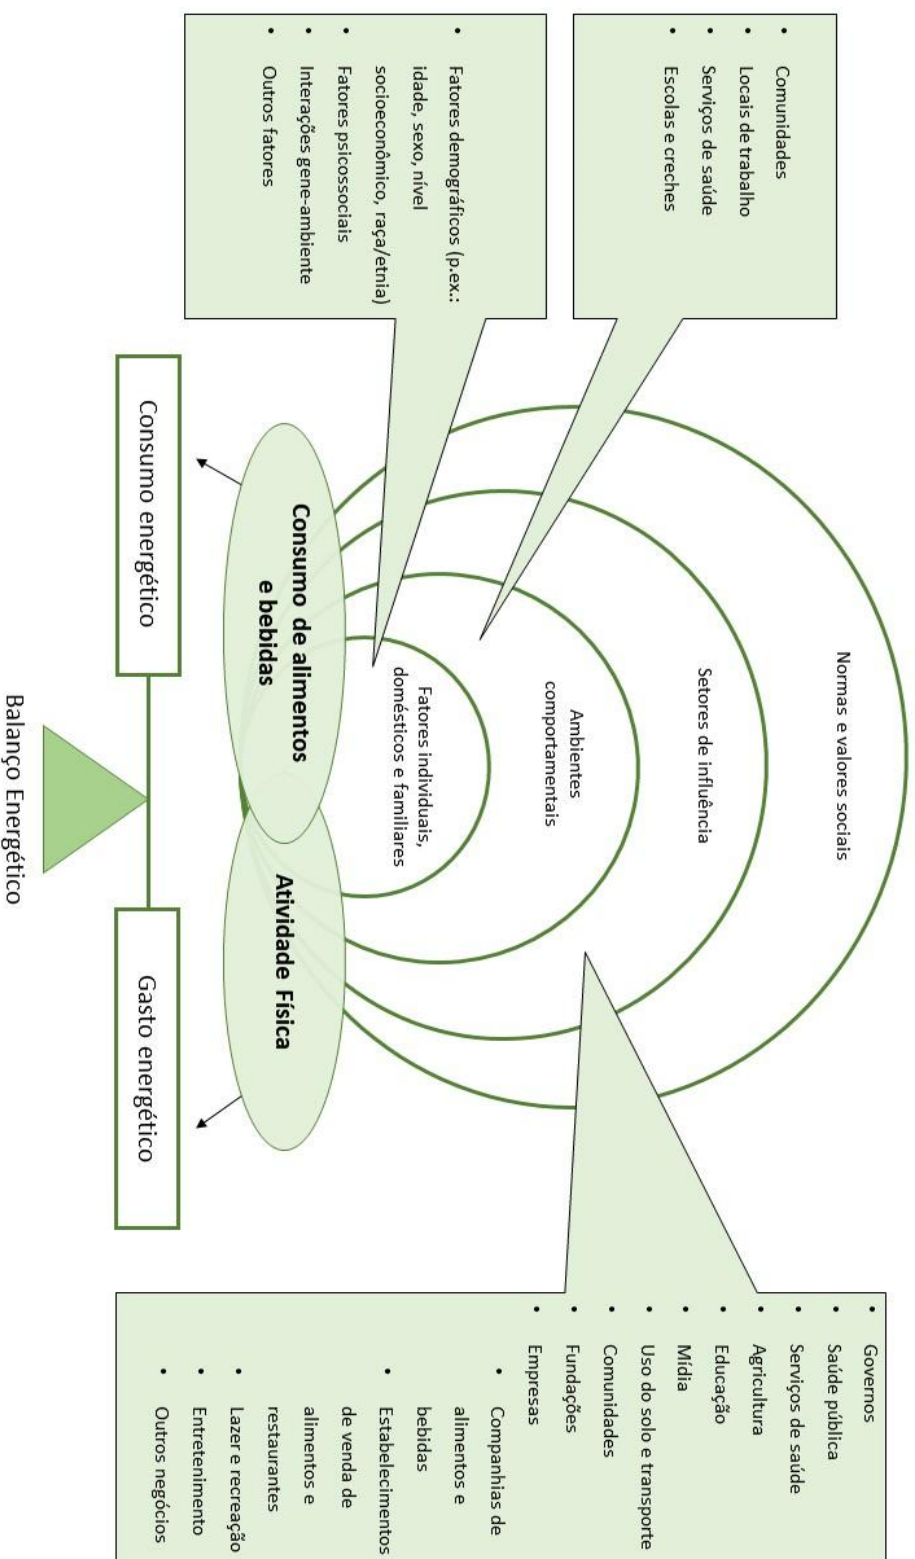 Comunidades
Locais de trabalho
Serviços de saúde
Escolas e creches
Fatores demográficos (p.ex.:
idade, sexo, nível
socioeconômico, raça/etnia)
Fatores psicossociais
Interações gene-ambiente
Outros fatores
Normas e valores sociais
Setores de influência
Ambientes
comportamentais
Fatores individuais,
domésticos e familiares
Consumo de alimentos
e bebidas
Atividade Física
Consumo energético
Gasto energético
Balanço Energético
Governos
Saúde pública
Serviços de saúde
Agricultura
Educação
Mídia
Uso do solo e transporte
Comunidades
Fundações
Empresas
Companhias de
alimentos e
bebidas
Estabelecimentos
de venda de
alimentos e
restaurantes
Lazer e recreação
Entretenimento
Outros negócios